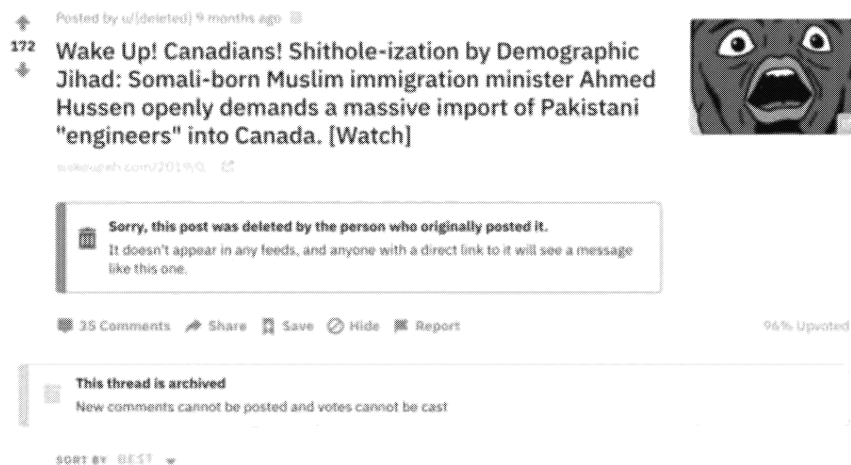 Posted by u/[deleted] 9 months ago
172
Wake Up! Canadians! Shithole-ization by Demographic
Jihad: Somali-born Muslim immigration minister Ahmed
Hussen openly demands a massive import of Pakistani
"engineers" into Canada. [Watch]
wakeupeh.com/2019/0.
Sorry, this post was deleted by the person who originally posted it.
It doesn't appear in any feeds, and anyone with a direct link to it will see a message
like this one.
35 Comments Share Save Hide Report 96% Upvoted
This thread is archived
New comments cannot be posted and votes cannot be cast
SORT BY BEST